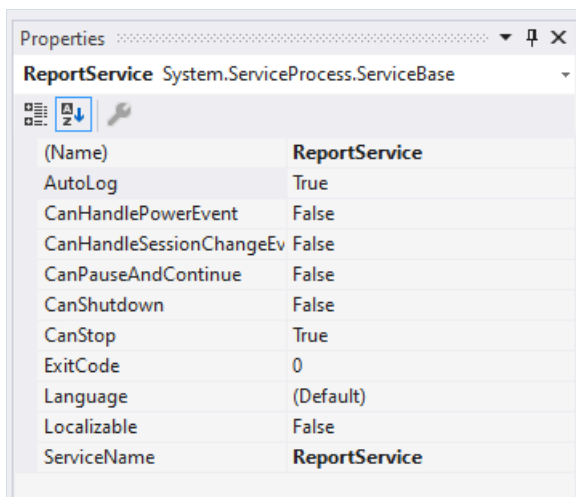 Properties
ReportService System.ServiceProcess.ServiceBase
(Name) ReportService
AutoLog True
CanHandlePowerEvent False
CanHandleSessionChangeEv False
CanPauseAndContinue False
CanShutdown False
CanStop True
ExitCode 0
Language (Default)
Localizable False
ServiceName ReportService